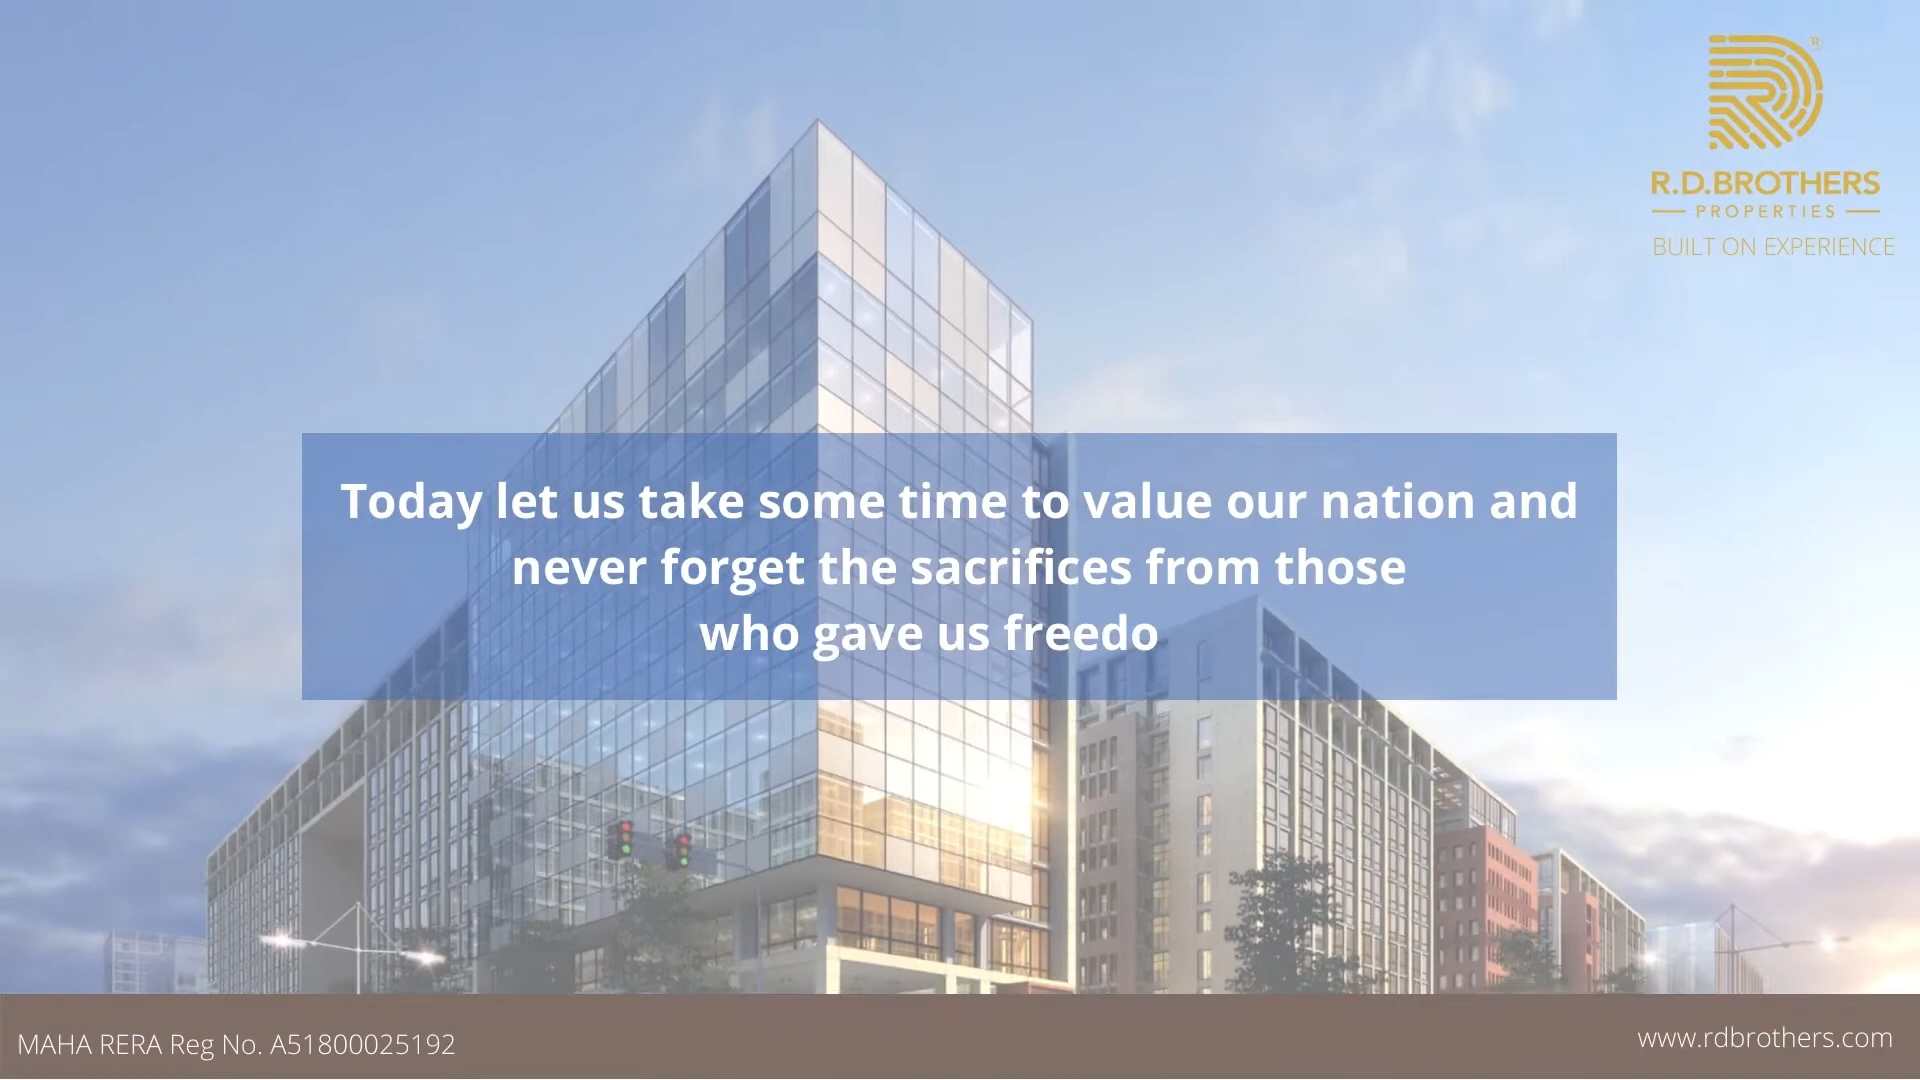 R
R.D.BROTHERS
PROPERTIES
BUILT ON EXPERIENCE
Today let us take some time to value our nation and
never forget the sacrifices from those
who gave us freedo
MAHA RERA Reg No. A51800025192
www.rdbrothers.com